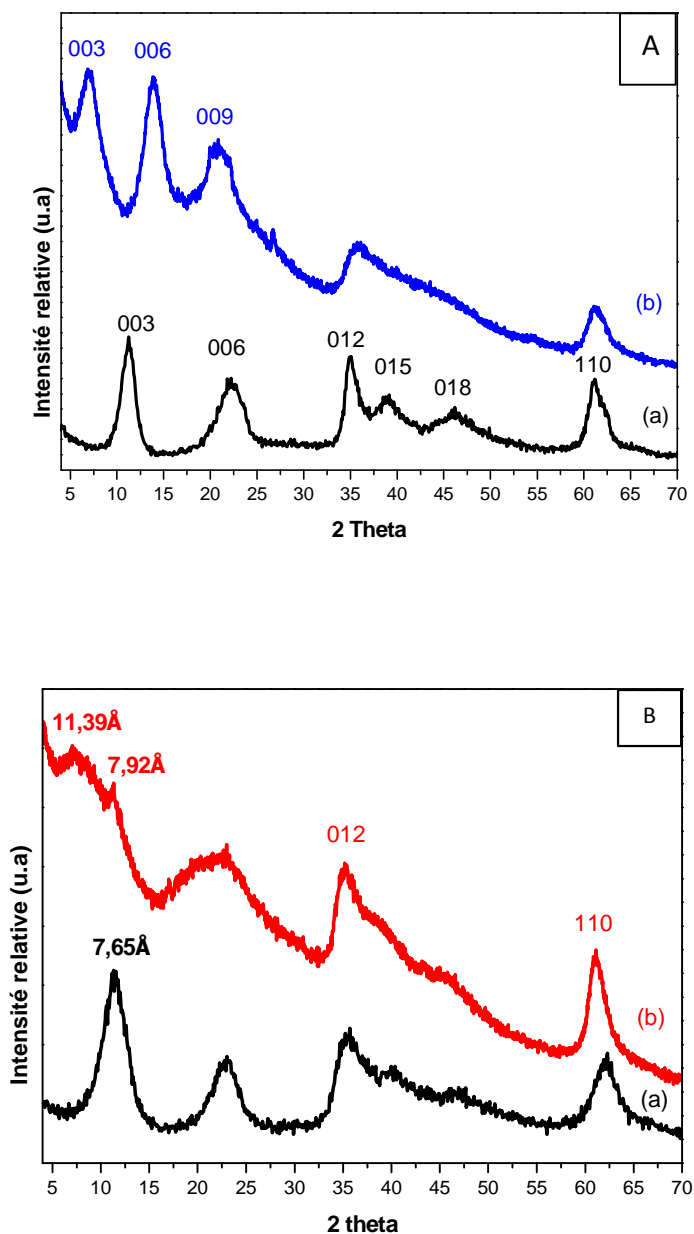 A
003
006
009
(b)
003
006
012
015
018
110
(a)
Intensité relative (u.a)
5 10 15 20 25 30 35 40 45 50 55 60 65 70
2 Theta
B
11,39Å
7,92Å
012
110
7,65Å
(b)
(a)
Intensité relative (u.a)
5 10 15 20 25 30 35 40 45 50 55 60 65 70
2 theta